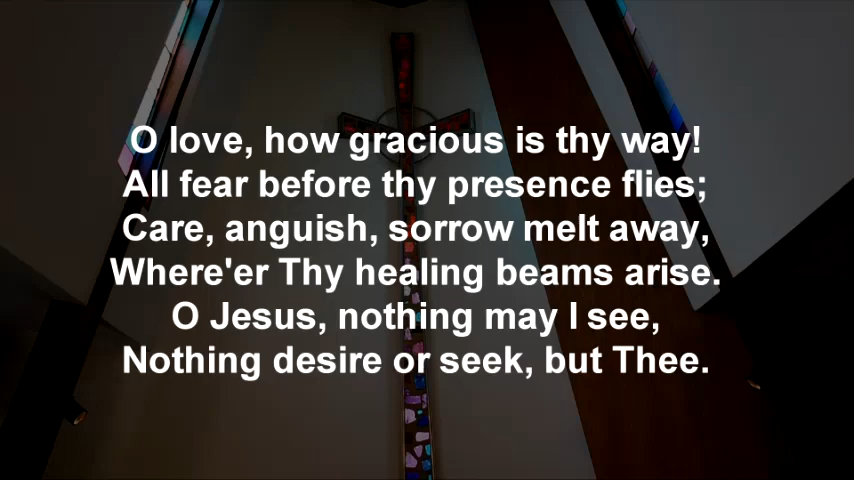 O love, how gracious is thy way!
All fear before thy presence flies;
Care, anguish, sorrow melt away,
Where'er Thy healing beams arise.
O Jesus, nothing may I see,
Nothing desire or seek, but Thee.